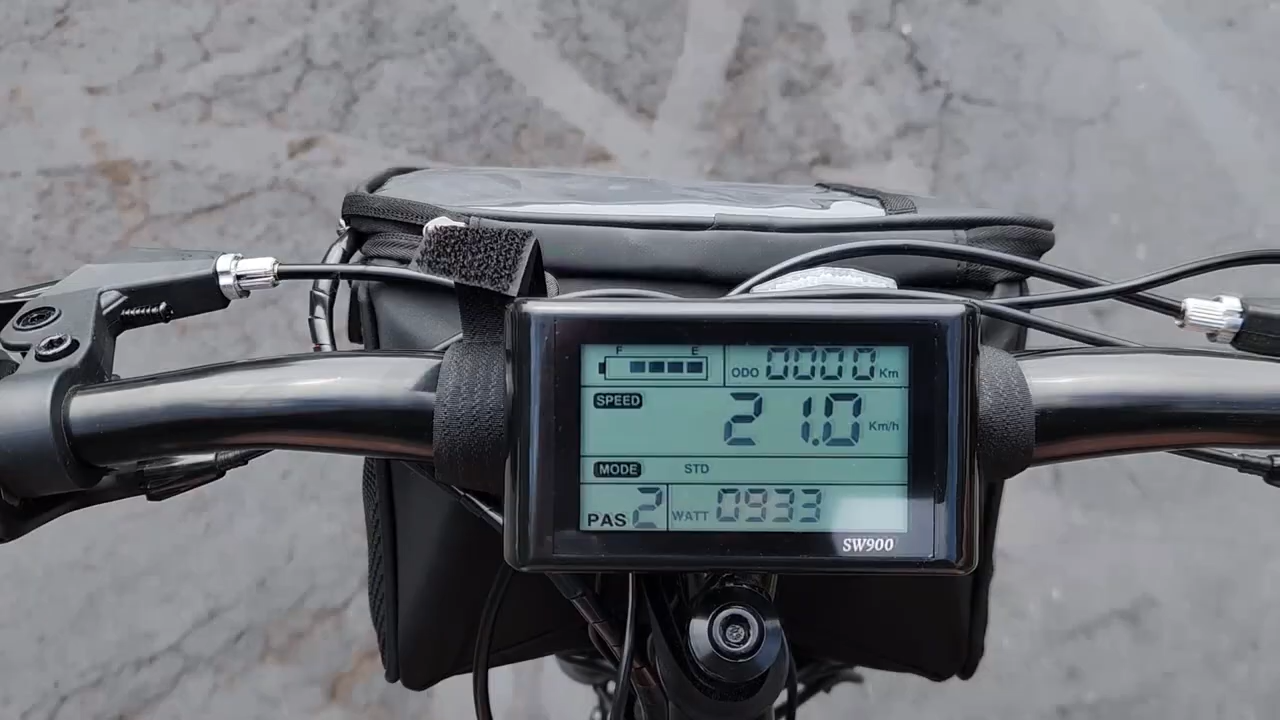 F E
ODO 0000 Km
SPEED
21.0 Km/h
MODE STD
PAS 2 WATT 0933
SW900